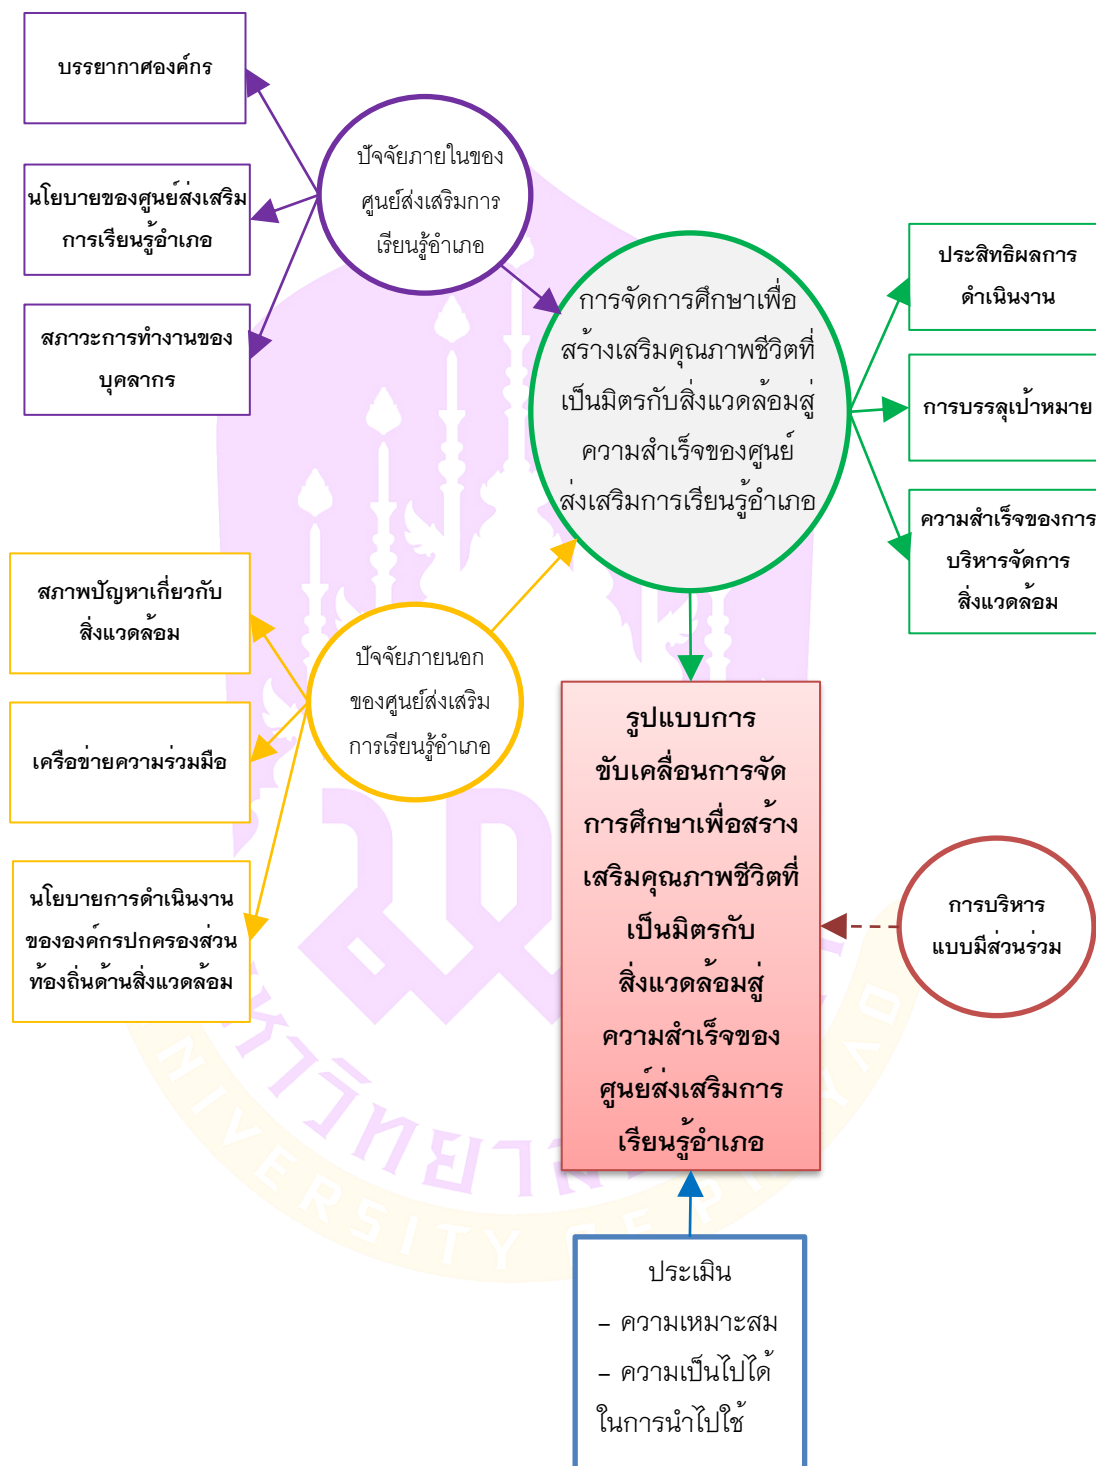 บรรยากาศองค์กร
นโยบายของศูนย์ส่งเสริม
การเรียนรู้อำเภอ
สภาวะการทำงานของ
บุคลากร
ปัจจัยภายในของ
ศูนย์ส่งเสริมการ
เรียนรู้อำเภอ
การจัดการศึกษาเพื่อ
สร้างเสริมคุณภาพชีวิตที่
เป็นมิตรกับสิ่งแวดล้อมสู่
ความสำเร็จของศูนย์
ส่งเสริมการเรียนรู้อำเภอ
ประสิทธิผลการ
ดำเนินงาน
การบรรลุเป้าหมาย
ความสำเร็จของการ
บริหารจัดการ
สิ่งแวดล้อม
สภาพปัญหาเกี่ยวกับ
สิ่งแวดล้อม
เครือข่ายความร่วมมือ
นโยบายการดำเนินงาน
ขององค์กรปกครองส่วน
ท้องถิ่นด้านสิ่งแวดล้อม
ปัจจัยภายนอก
ของศูนย์ส่งเสริม
การเรียนรู้อำเภอ
รูปแบบการ
ขับเคลื่อนการจัด
การศึกษาเพื่อสร้าง
เสริมคุณภาพชีวิตที่
เป็นมิตรกับ
สิ่งแวดล้อมสู่
ความสำเร็จของ
ศูนย์ส่งเสริมการ
เรียนรู้อำเภอ
การบริหาร
แบบมีส่วนร่วม
ประเมิน
- ความเหมาะสม
- ความเป็นไปได้
ในการนำไปใช้